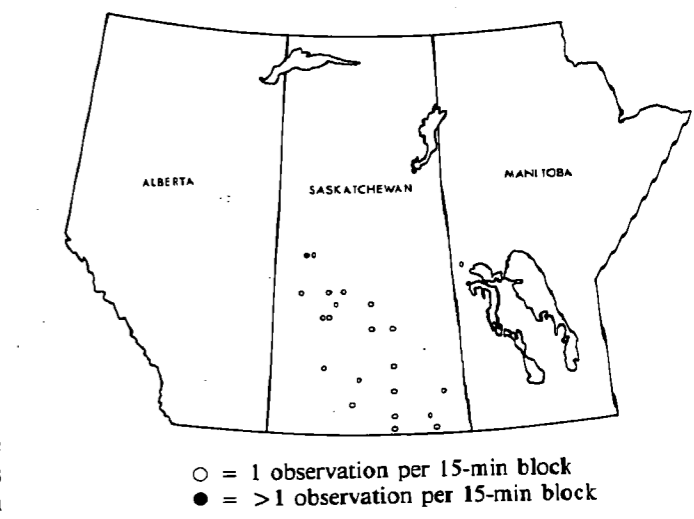 ALBERTA
SASKATCHEWAN
MANITOBA
○ = 1 observation per 15-min block
● = >1 observation per 15-min block